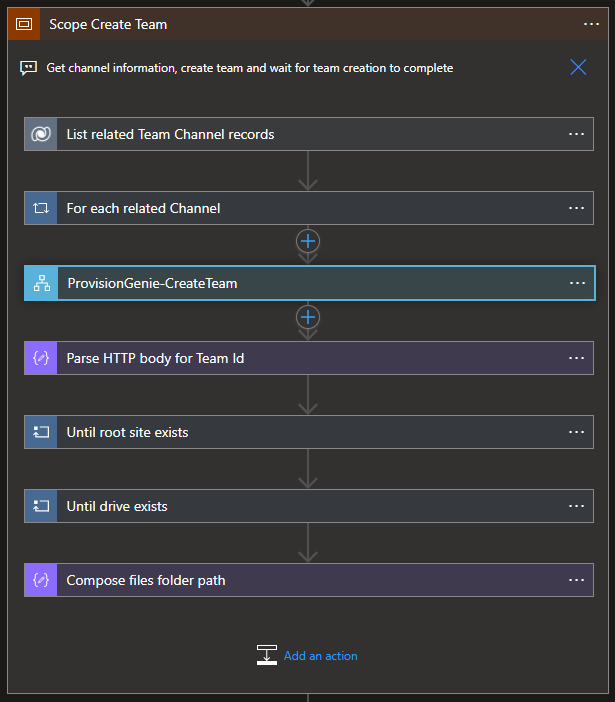 Scope Create Team
Get channel information, create team and wait for team creation to complete
List related Team Channel records
For each related Channel
ProvisionGenie-CreateTeam
Parse HTTP body for Team Id
Until root site exists
Until drive exists
Compose files folder path
Add an action